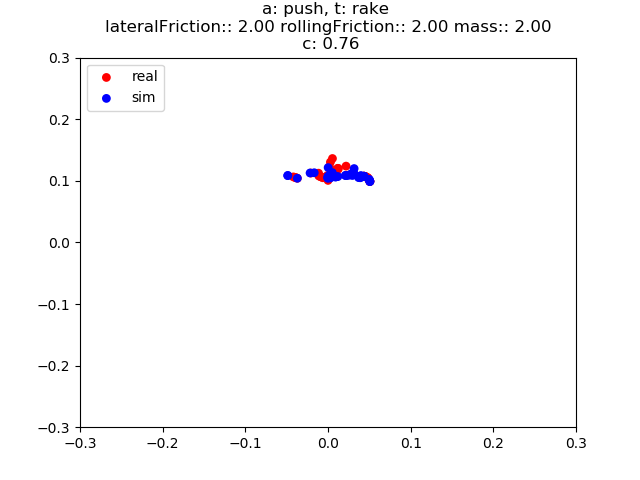 a: push, t: rake
lateralFriction:: 2.00 rollingFriction:: 2.00 mass:: 2.00
c: 0.76
real
sim
0.3
0.2
0.1
0.0
−0.1
−0.2
−0.3
−0.3 −0.2 −0.1 0.0 0.1 0.2 0.3